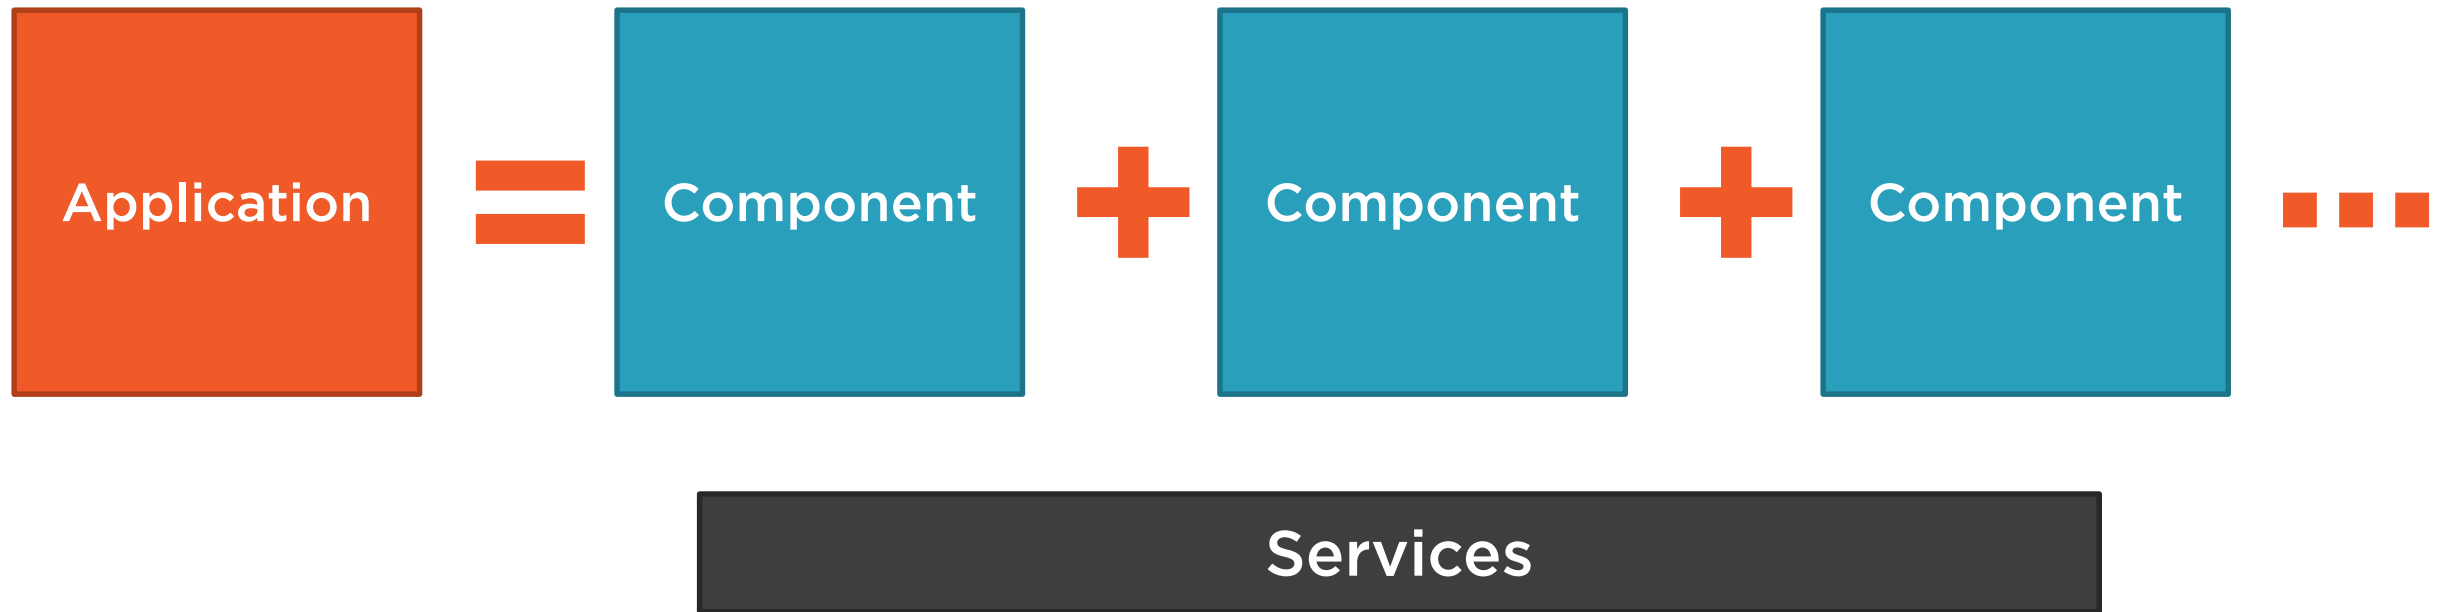 Application = Component + Component + Component ...
Services